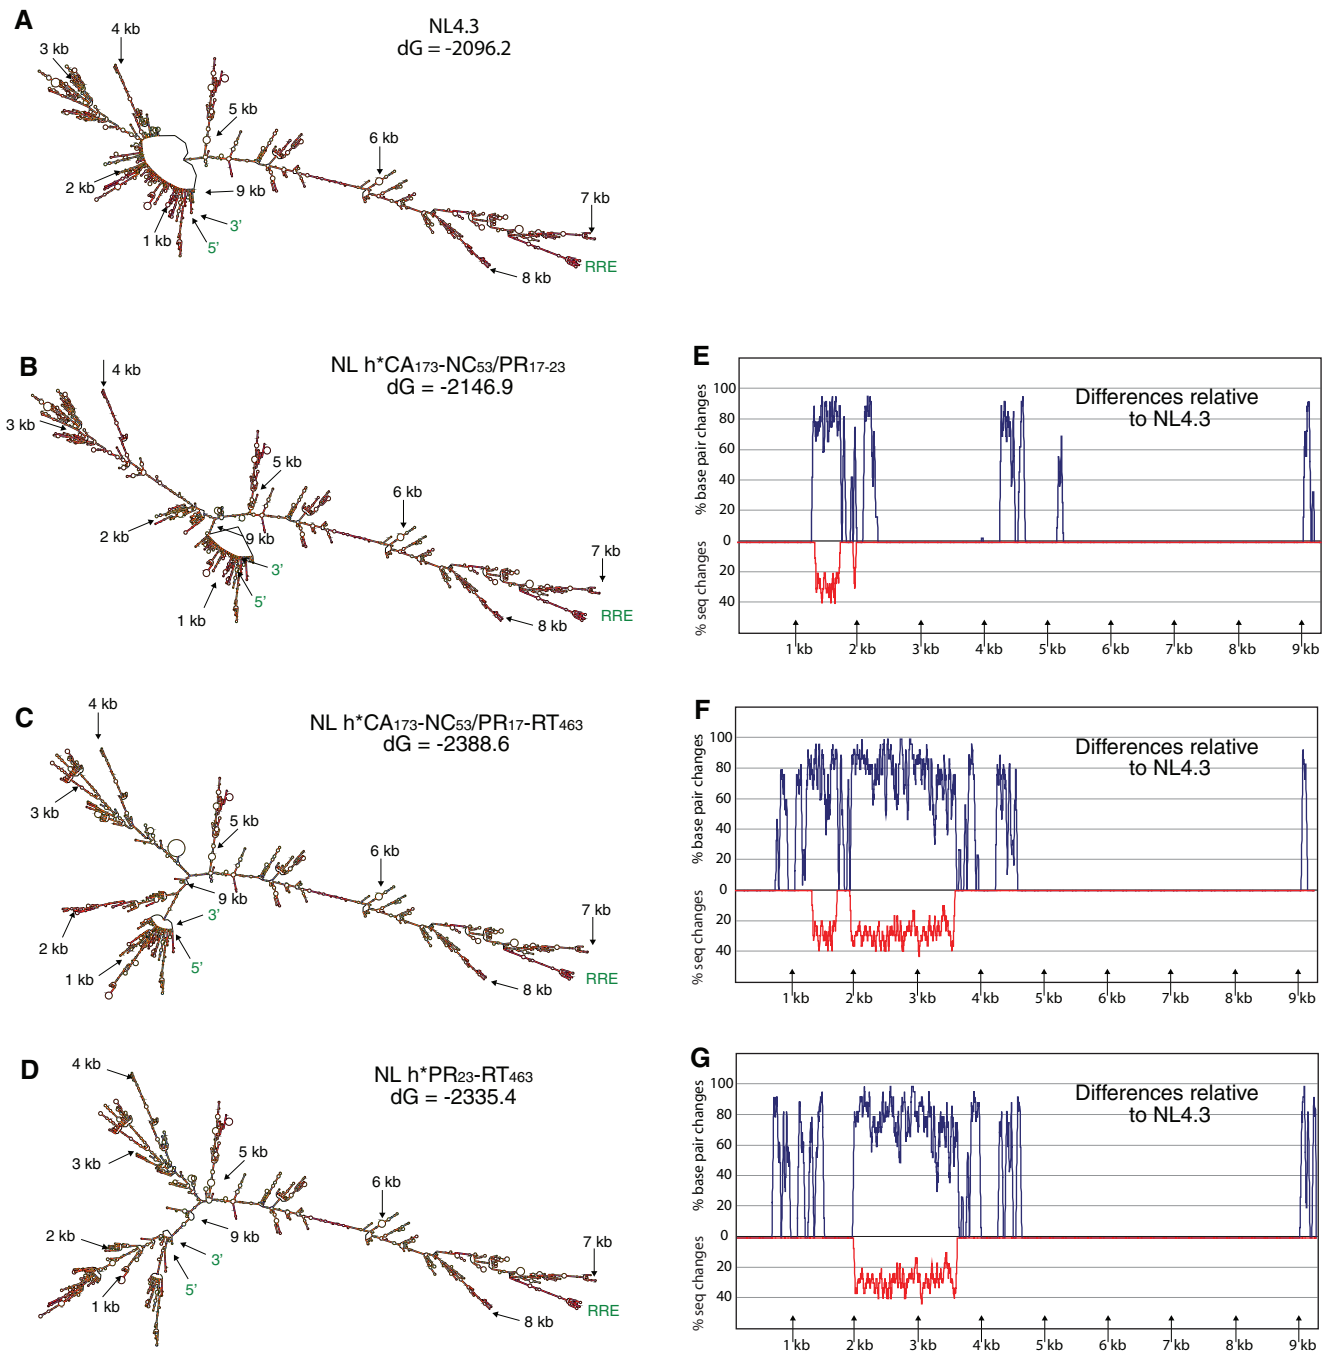 A
NL4.3
dG = -2096.2
4 kb
3 kb
5 kb
6 kb
2 kb
9 kb
7 kb
3’
1 kb
5’
RRE
8 kb
B
NL h*CA173-NC53/PR17-23
dG = -2146.9
4 kb
3 kb
5 kb
6 kb
2 kb
9 kb
7 kb
3’
5’
1 kb
RRE
8 kb
E
Differences relative
to NL4.3
% base pair changes
% seq changes
100
80
60
40
20
0
20
40
1 kb
2 kb
3 kb
4 kb
5 kb
6 kb
7 kb
8 kb
9 kb
C
NL h*CA173-NC53/PR17-RT463
dG = -2388.6
4 kb
3 kb
5 kb
6 kb
9 kb
3’
7 kb
2 kb
5’
1 kb
RRE
8 kb
F
Differences relative
to NL4.3
% base pair changes
% seq changes
100
80
60
40
20
0
20
40
1 kb
2 kb
3 kb
4 kb
5 kb
6 kb
7 kb
8 kb
9 kb
D
NL h*PR23-RT463
dG = -2335.4
4 kb
3 kb
5 kb
6 kb
2 kb
9 kb
7 kb
3’
5’
1 kb
RRE
8 kb
G
Differences relative
to NL4.3
% base pair changes
% seq changes
100
80
60
40
20
0
20
40
1 kb
2 kb
3 kb
4 kb
5 kb
6 kb
7 kb
8 kb
9 kb